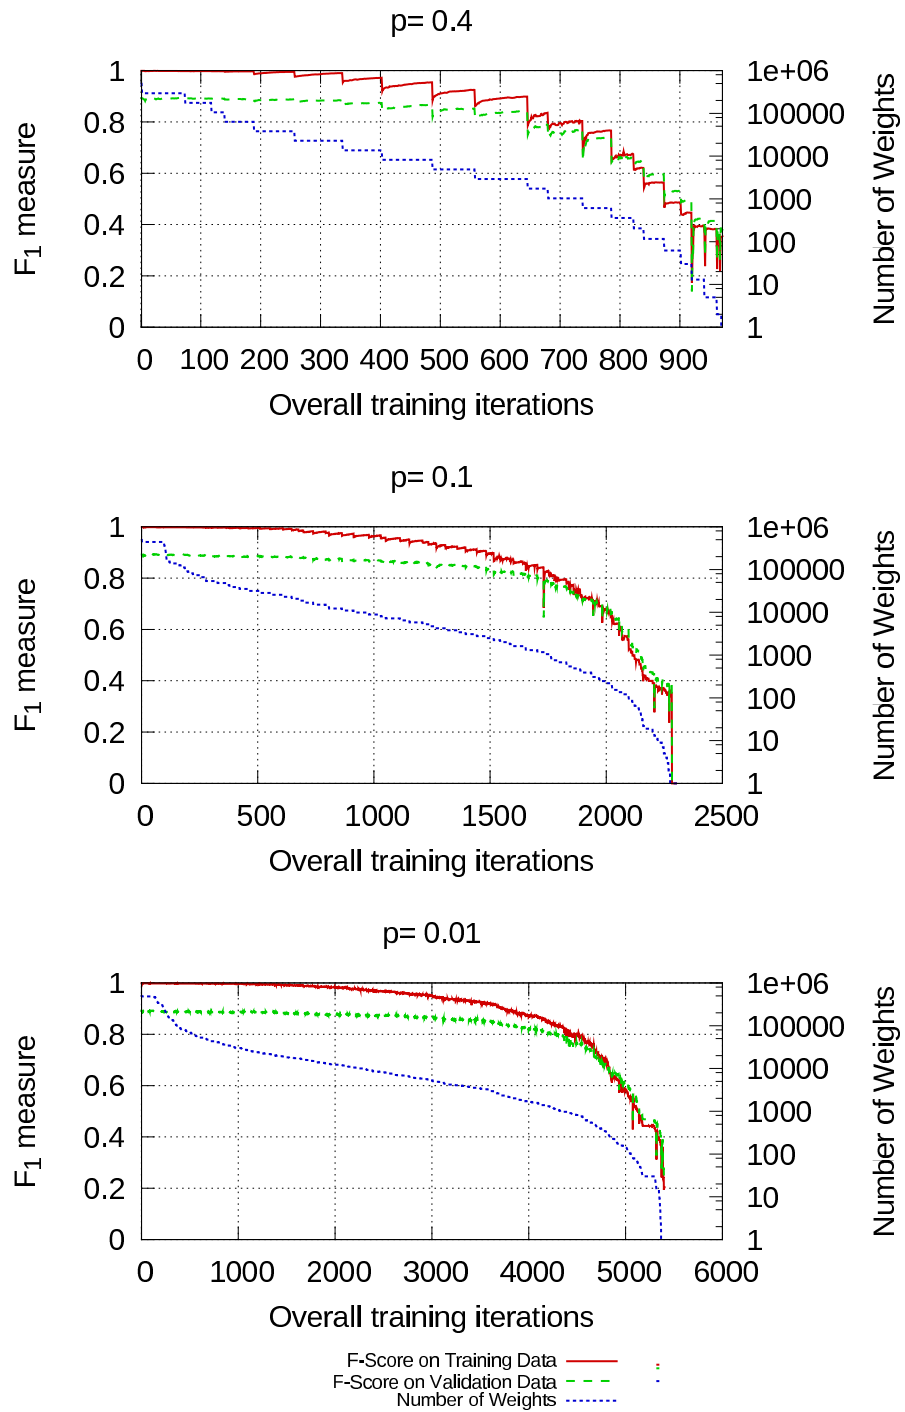 p= 0.4
1
0.8
0.6
0.4
0.2
0
F1 measure
1e+06
100000
10000
1000
100
10
1
Number of Weights
0 100 200 300 400 500 600 700 800 900
Overall training iterations
p= 0.1
1
0.8
0.6
0.4
0.2
0
F1 measure
1e+06
100000
10000
1000
100
10
1
Number of Weights
0 500 1000 1500 2000 2500
Overall training iterations
p= 0.01
1
0.8
0.6
0.4
0.2
0
F1 measure
1e+06
100000
10000
1000
100
10
1
Number of Weights
0 1000 2000 3000 4000 5000 6000
Overall training iterations
F-Score on Training Data
F-Score on Validation Data
Number of Weights